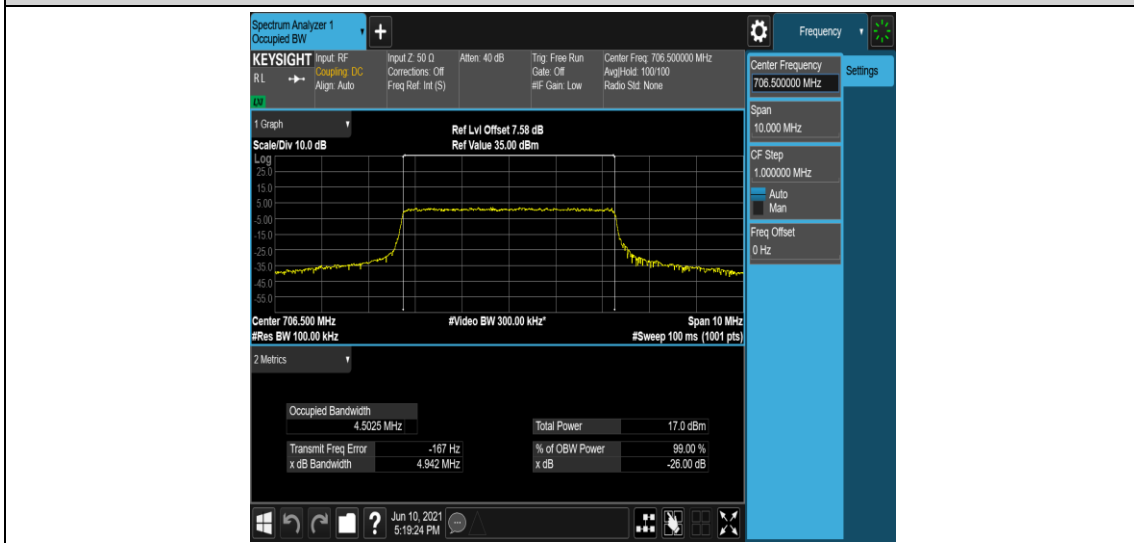 Spectrum Analyzer 1
Occupied BW
+
Frequency
KEYSIGHT
RL
LXI
Input: RF
Coupling: DC
Align: Auto
Input Z: 50 Ω
Corrections: Off
Freq Ref: Int (S)
Atten: 40 dB
Trig: Free Run
Gate: Off
#IF Gain: Low
Center Freq: 706.500000 MHz
Avg|Hold: 100/100
Radio Std: None
Center Frequency
706.500000 MHz
Settings
Span
10.000 MHz
CF Step
1.000000 MHz
Auto
Man
Freq Offset
0 Hz
1 Graph
Scale/Div 10.0 dB
Ref Lvl Offset 7.58 dB
Ref Value 35.00 dBm
Log
25.0
15.0
5.00
-5.00
-15.0
-25.0
-35.0
-45.0
-55.0
Center 706.500 MHz
#Video BW 300.00 kHz*
Span 10 MHz
#Res BW 100.00 kHz
#Sweep 100 ms (1001 pts)
2 Metrics
Occupied Bandwidth
4.5025 MHz
Total Power 17.0 dBm
Transmit Freq Error -167 Hz
% of OBW Power 99.00 %
x dB Bandwidth 4.942 MHz
x dB -26.00 dB
?
Jun 10, 2021
5:19:24 PM